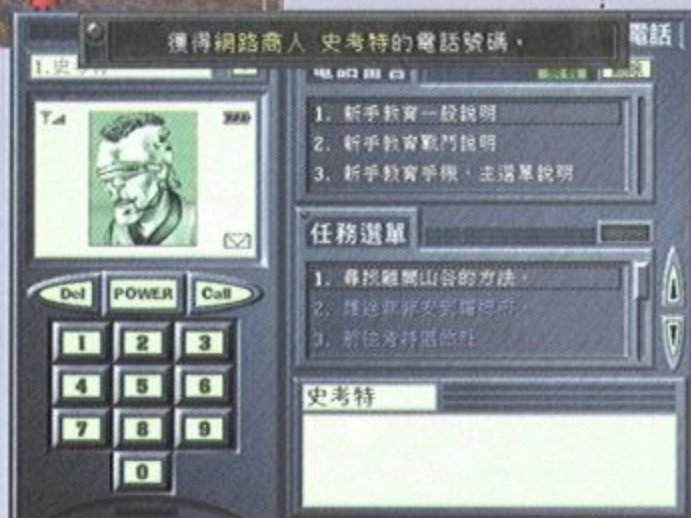 獲得網路商人 史考特的電話號碼。
電話
1.史考特
電話留言
1. 新手教育一般說明
2. 新手教育戰鬥說明
3. 新手教育手機、主選單說明
任務選單
1. 尋找離開山谷的方法。
Del
POWER
Call
1
2
3
4
5
6
7
8
9
0
史考特